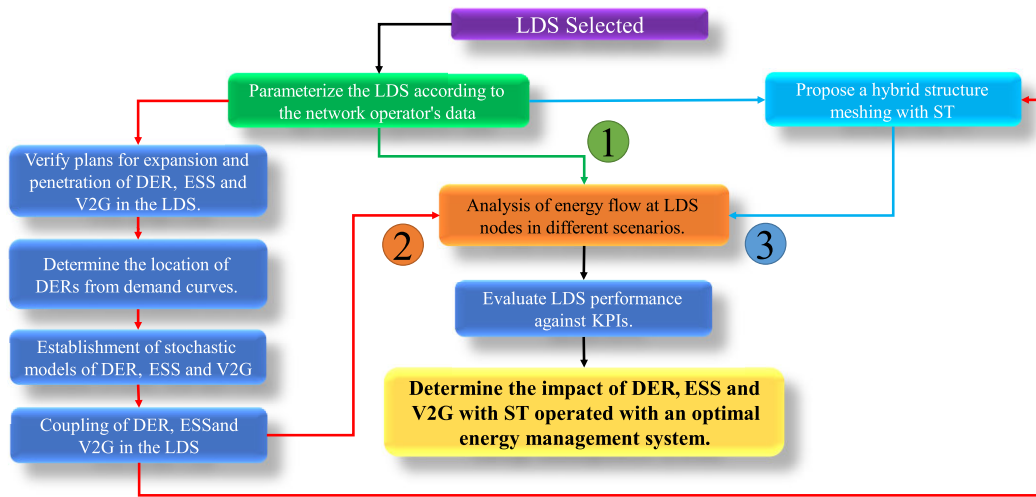 LDS Selected
Parameterize the LDS according to
the network operator's data
Propose a hybrid structure
meshing with ST
1
Verify plans for expansion and
penetration of DER, ESS and
V2G in the LDS.
Analysis of energy flow at LDS
nodes in different scenarios.
2
3
Determine the location of
DERs from demand curves.
Evaluate LDS performance
against KPIs.
Establishment of stochastic
models of DER, ESS and V2G
Determine the impact of DER, ESS and
V2G with ST operated with an optimal
energy management system.
Coupling of DER, ESSand
V2G in the LDS